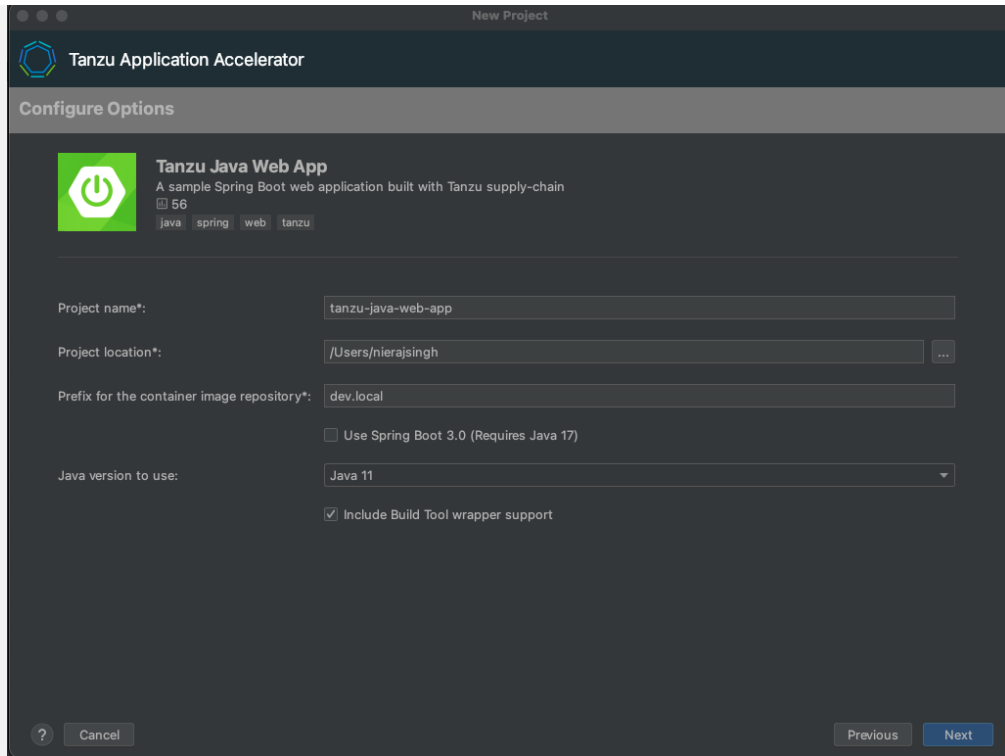 New Project
Tanzu Application Accelerator
Configure Options
Tanzu Java Web App
A sample Spring Boot web application built with Tanzu supply-chain
56
java spring web tanzu
Project name*: tanzu-java-web-app
Project location*: /Users/nierajsingh ...
Prefix for the container image repository*: dev.local
Use Spring Boot 3.0 (Requires Java 17)
Java version to use: Java 11
Include Build Tool wrapper support
? Cancel Previous Next